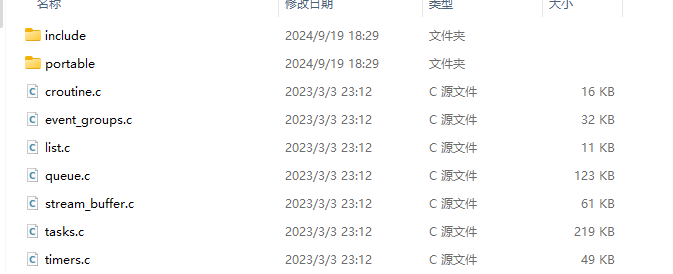 名称 修改日期 类型 大小
include 2024/9/19 18:29 文件夹
portable 2024/9/19 18:29 文件夹
croutine.c 2023/3/3 23:12 C 源文件 16 KB
event_groups.c 2023/3/3 23:12 C 源文件 32 KB
list.c 2023/3/3 23:12 C 源文件 11 KB
queue.c 2023/3/3 23:12 C 源文件 123 KB
stream_buffer.c 2023/3/3 23:12 C 源文件 61 KB
tasks.c 2023/3/3 23:12 C 源文件 219 KB
timers.c 2023/3/3 23:12 C 源文件 49 KB